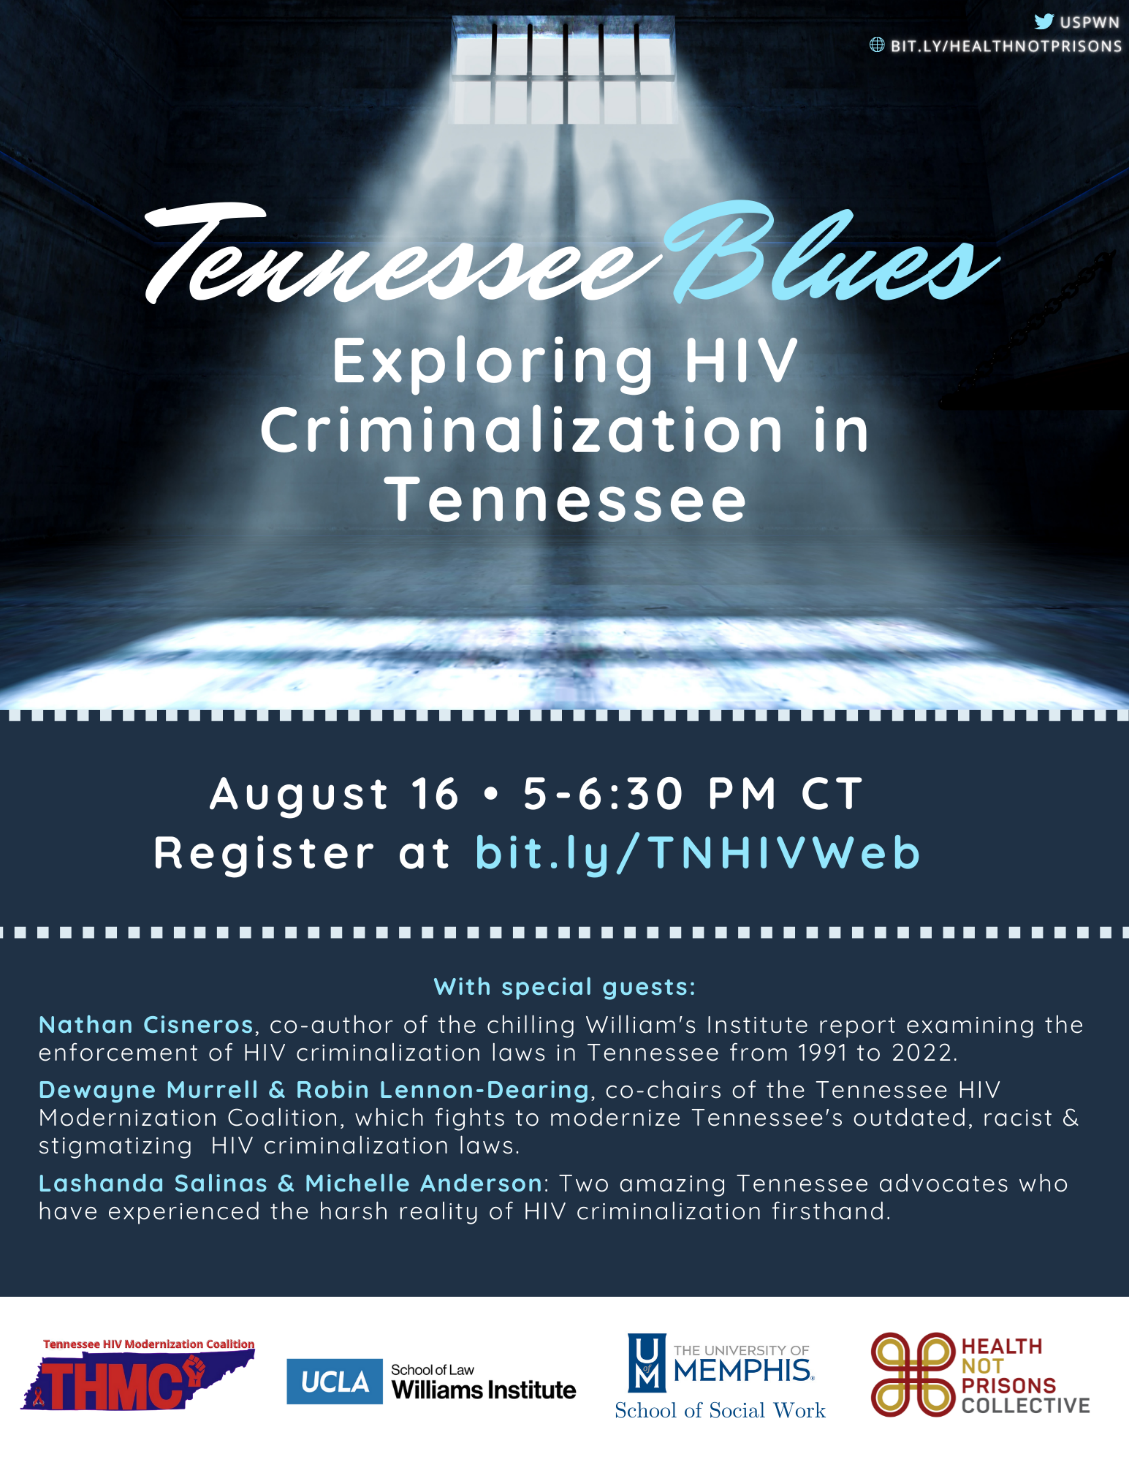 USPWN
BIT.LY/HEALTHNOTPRISONS
Tennessee Blues
Exploring HIV
Criminalization in
Tennessee
August 16 • 5-6:30 PM CT
Register at bit.ly/TNHIVWeb
With special guests:
Nathan Cisneros, co-author of the chilling William's Institute report examining the
enforcement of HIV criminalization laws in Tennessee from 1991 to 2022.
Dewayne Murrell & Robin Lennon-Dearing, co-chairs of the Tennessee HIV
Modernization Coalition, which fights to modernize Tennessee's outdated, racist &
stigmatizing  HIV criminalization laws.
Lashanda Salinas & Michelle Anderson: Two amazing Tennessee advocates who
have experienced the harsh reality of HIV criminalization firsthand.
Tennessee HIV Modernization Coalition
THMC
UCLA
School of Law
Williams Institute
U of M
THE UNIVERSITY OF
MEMPHIS®
School of Social Work
HEALTH
NOT
PRISONS
COLLECTIVE